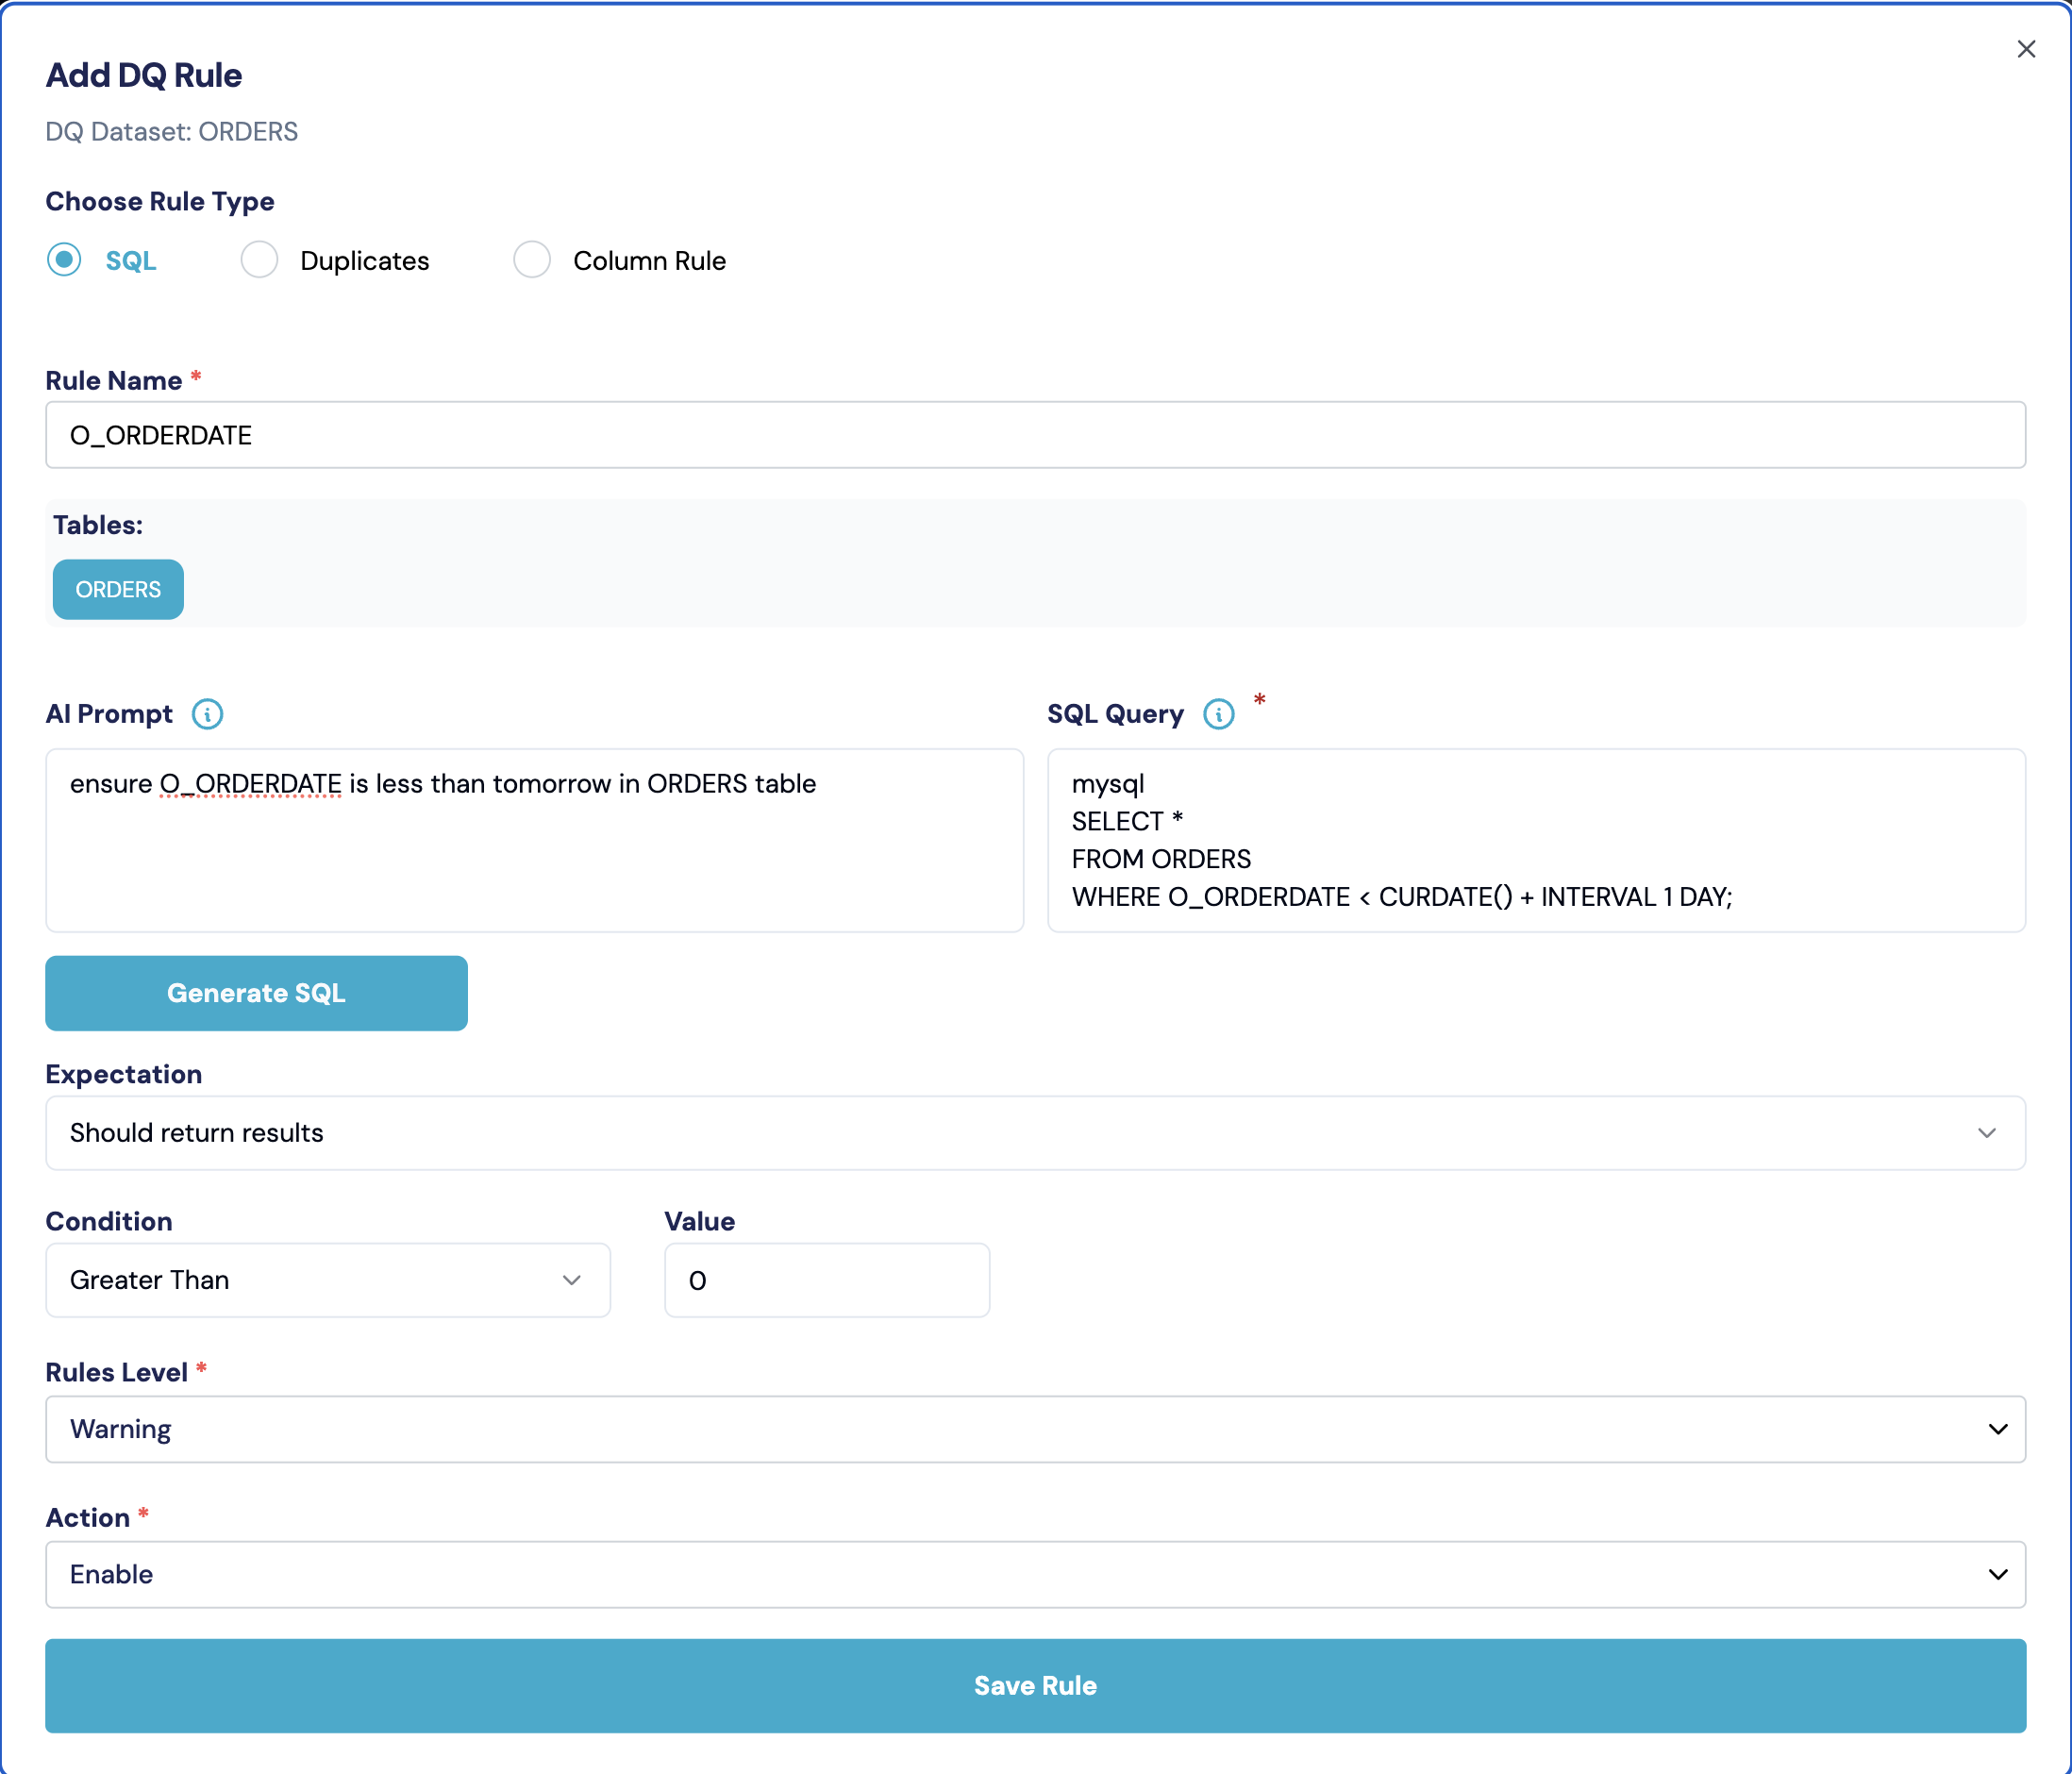 Add DQ Rule
DQ Dataset: ORDERS
Choose Rule Type
SQL Duplicates Column Rule
Rule Name *
O_ORDERDATE
Tables:
ORDERS
AI Prompt
ensure O_ORDERDATE is less than tomorrow in ORDERS table
SQL Query *
mysql
SELECT *
FROM ORDERS
WHERE O_ORDERDATE < CURDATE() + INTERVAL 1 DAY;
Generate SQL
Expectation
Should return results
Condition
Greater Than
Value
0
Rules Level *
Warning
Action *
Enable
Save Rule